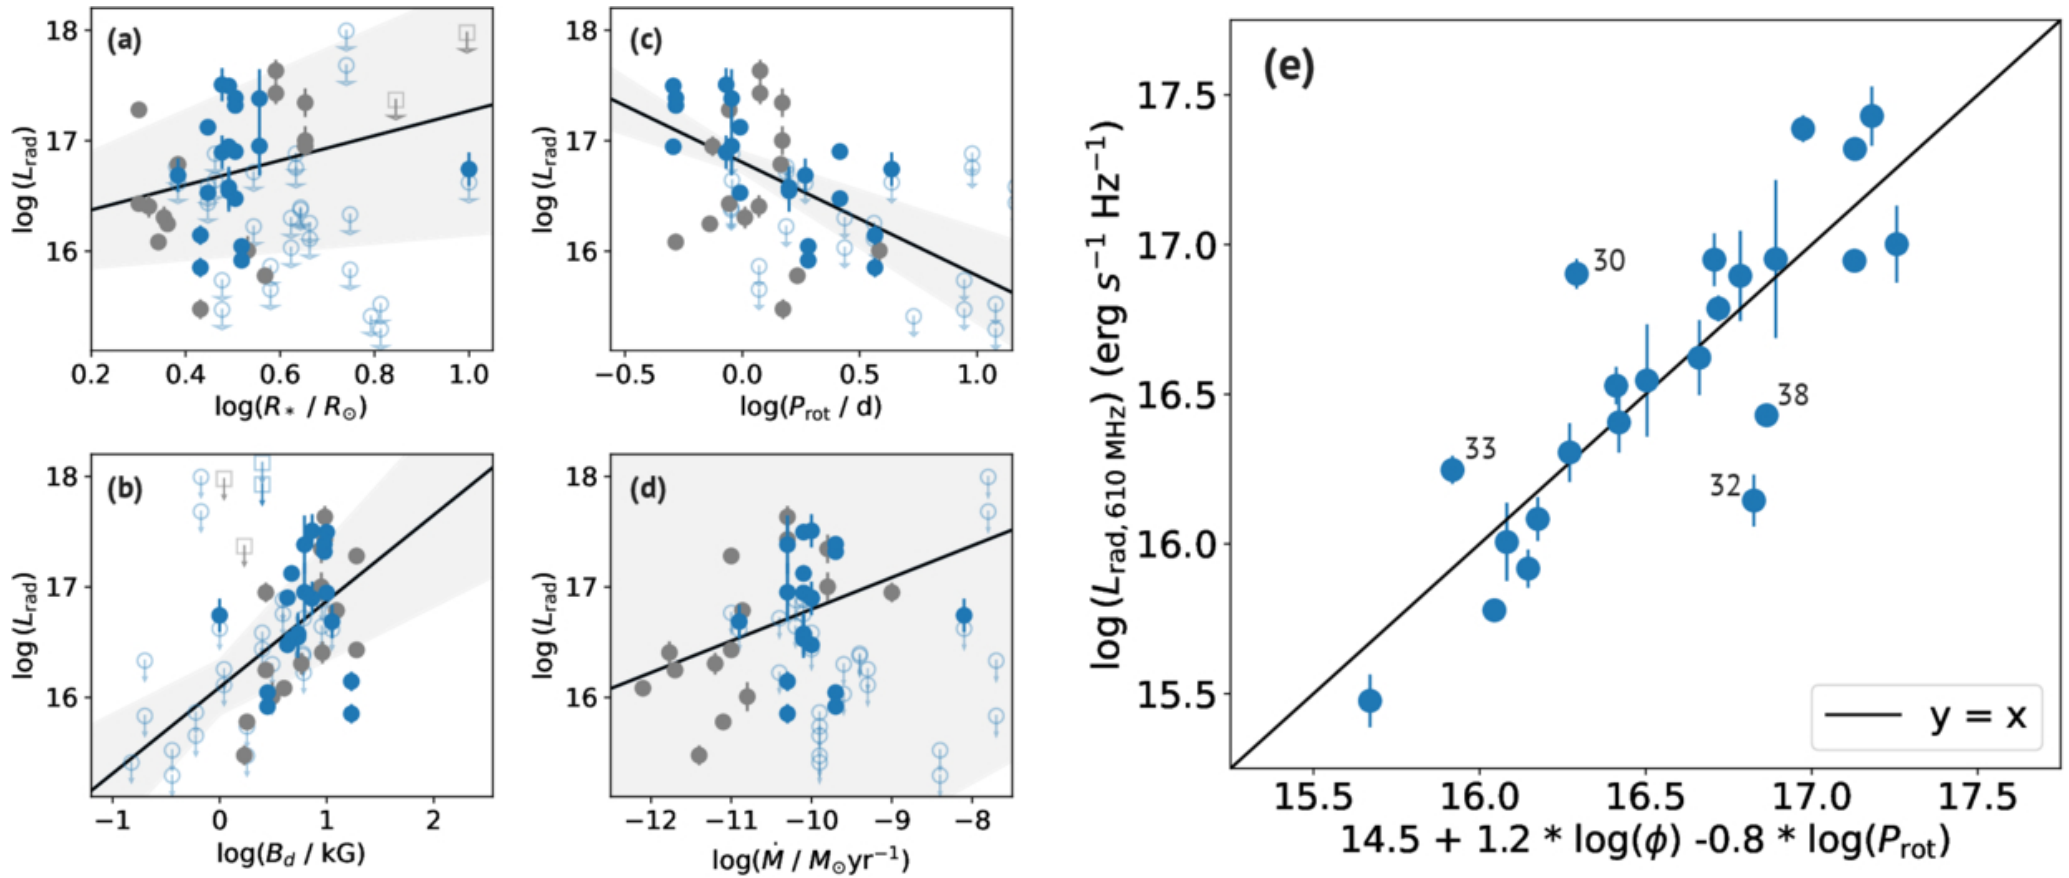 (a)
18
17
16
log(L_rad)
0.2 0.4 0.6 0.8 1.0
log(R_* / R_⊙)
(c)
18
17
16
log(L_rad)
−0.5 0.0 0.5 1.0
log(P_rot / d)
(b)
18
17
16
log(L_rad)
−1 0 1 2
log(B_d / kG)
(d)
18
17
16
log(L_rad)
−12 −11 −10 −9 −8
log(Ṁ / M_⊙yr⁻¹)
(e)
17.5
17.0
16.5
16.0
15.5
log(L_rad, 610 MHz) (erg s⁻¹ Hz⁻¹)
30
38
33
32
y = x
15.5 16.0 16.5 17.0 17.5
14.5 + 1.2 * log(ϕ) -0.8 * log(P_rot)